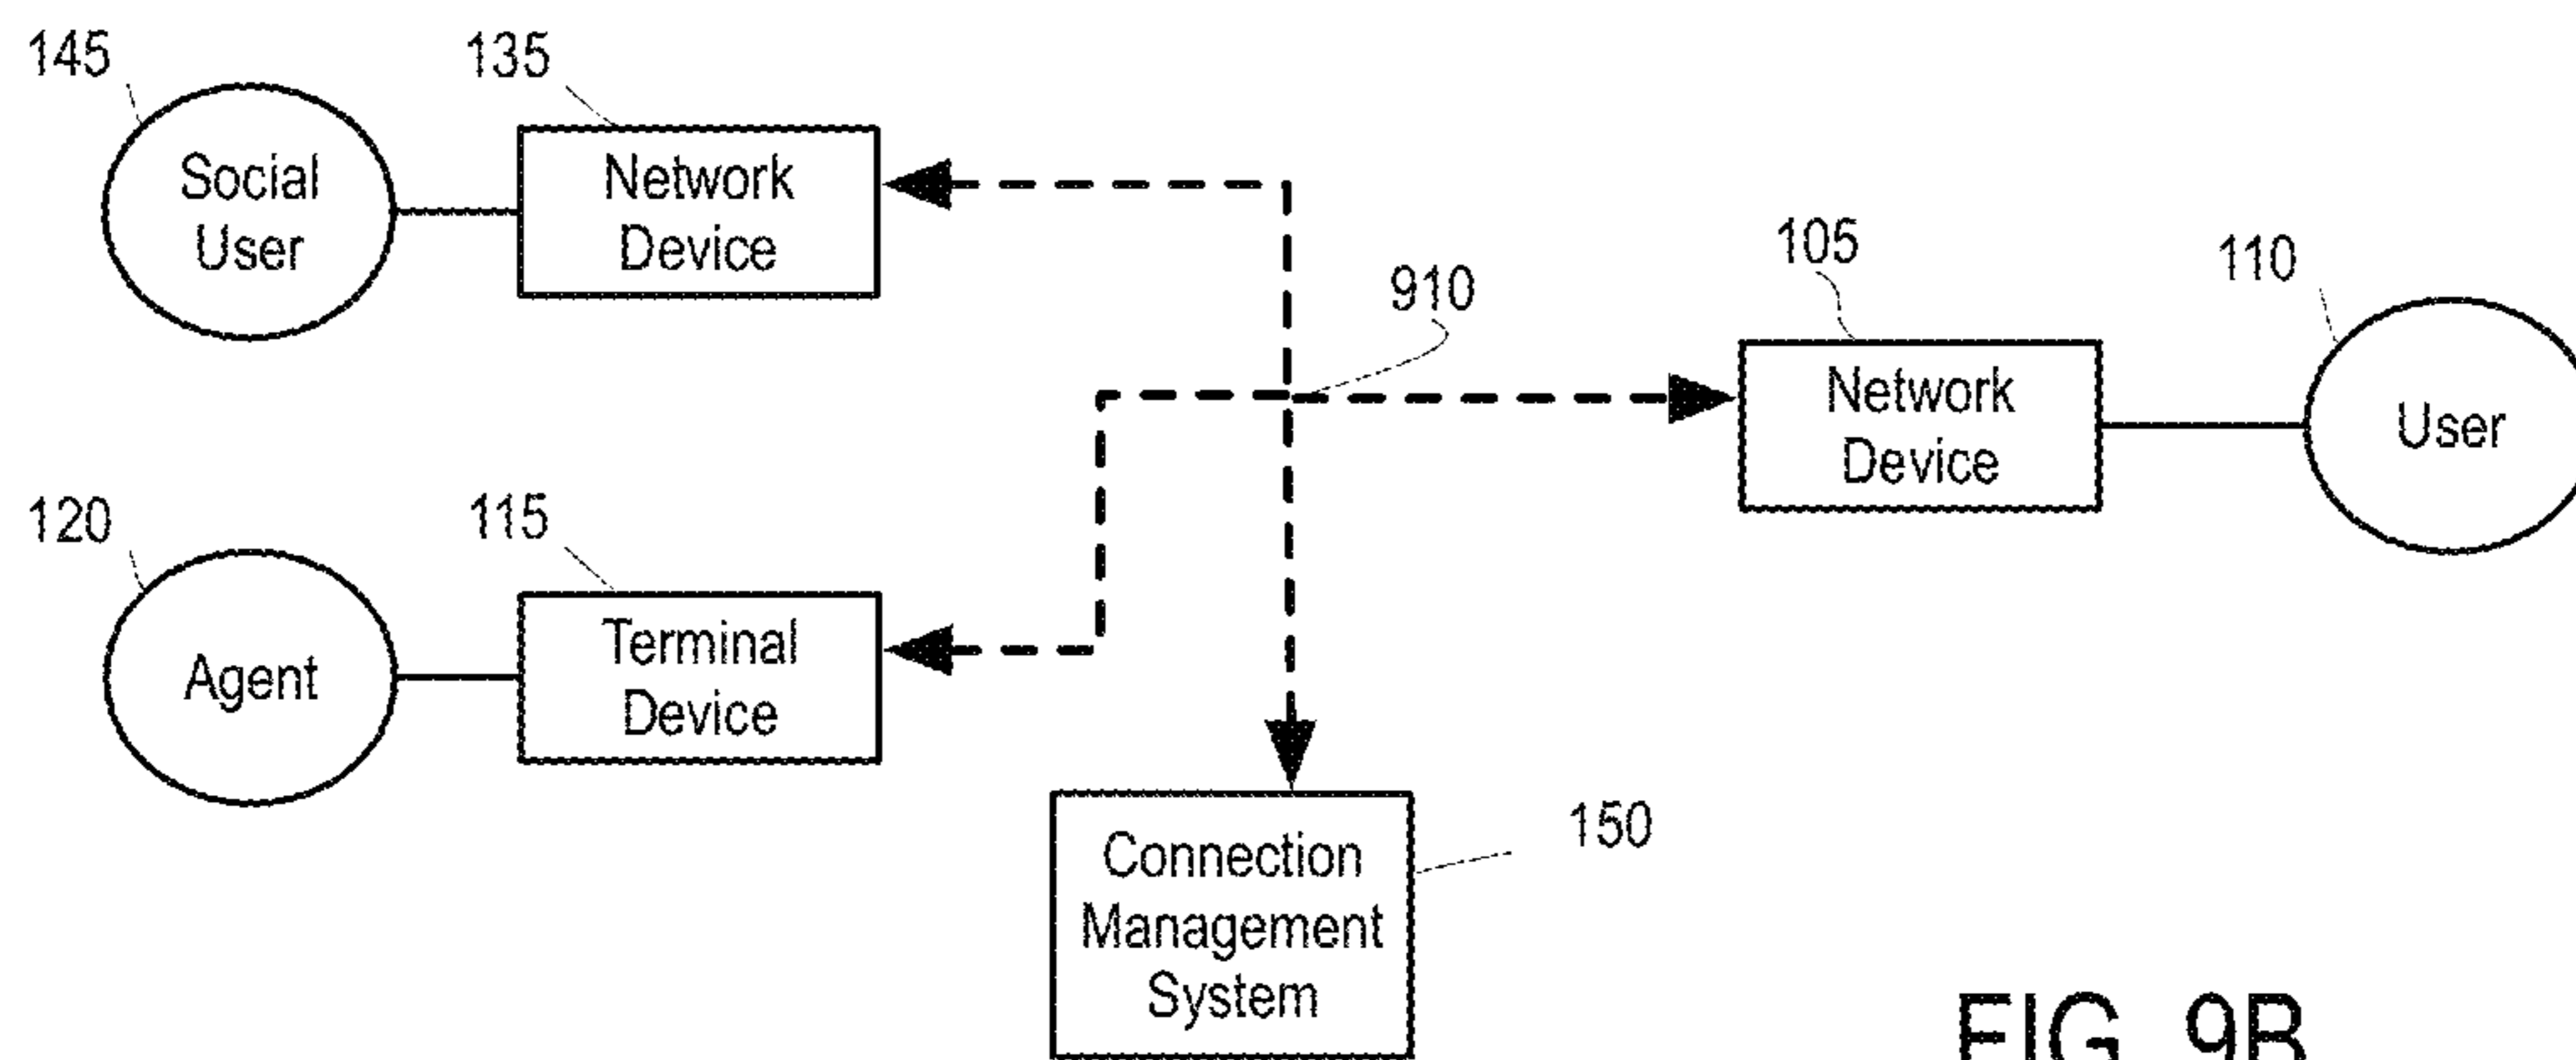 145
135
Social
User
Network
Device
910
105
110
Network
Device
User
120
115
Agent
Terminal
Device
150
Connection
Management
System
FIG. 9B